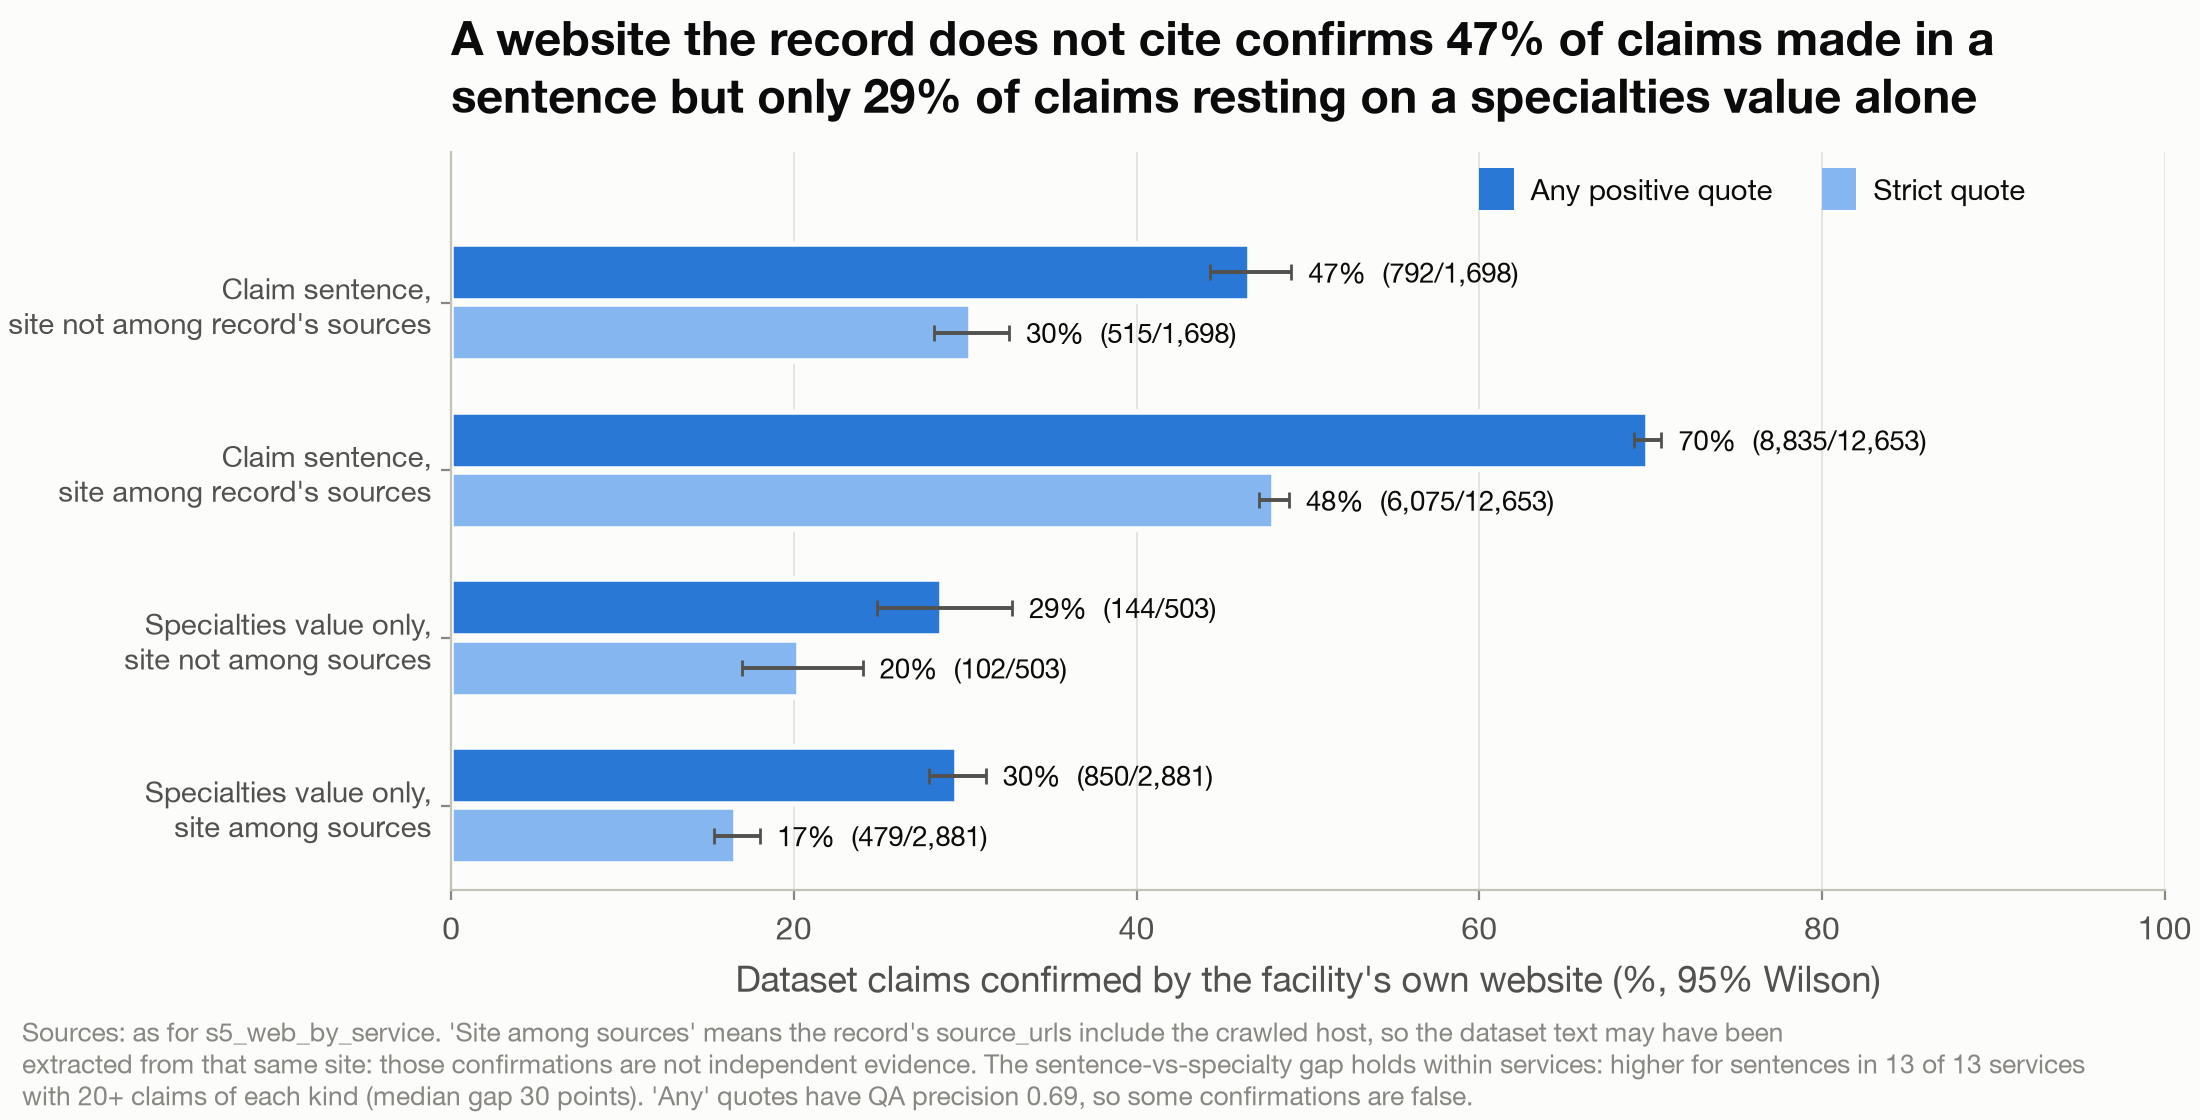 A website the record does not cite confirms 47% of claims made in a
sentence but only 29% of claims resting on a specialties value alone
Any positive quote
Strict quote
Claim sentence,
site not among record's sources
47% (792/1,698)
30% (515/1,698)
Claim sentence,
site among record's sources
70% (8,835/12,653)
48% (6,075/12,653)
Specialties value only,
site not among sources
29% (144/503)
20% (102/503)
Specialties value only,
site among sources
30% (850/2,881)
17% (479/2,881)
0 20 40 60 80 100
Dataset claims confirmed by the facility's own website (%, 95% Wilson)
Sources: as for s5_web_by_service. 'Site among sources' means the record's source_urls include the crawled host, so the dataset text may have been
extracted from that same site: those confirmations are not independent evidence. The sentence-vs-specialty gap holds within services: higher for sentences in 13 of 13 services
with 20+ claims of each kind (median gap 30 points). 'Any' quotes have QA precision 0.69, so some confirmations are false.